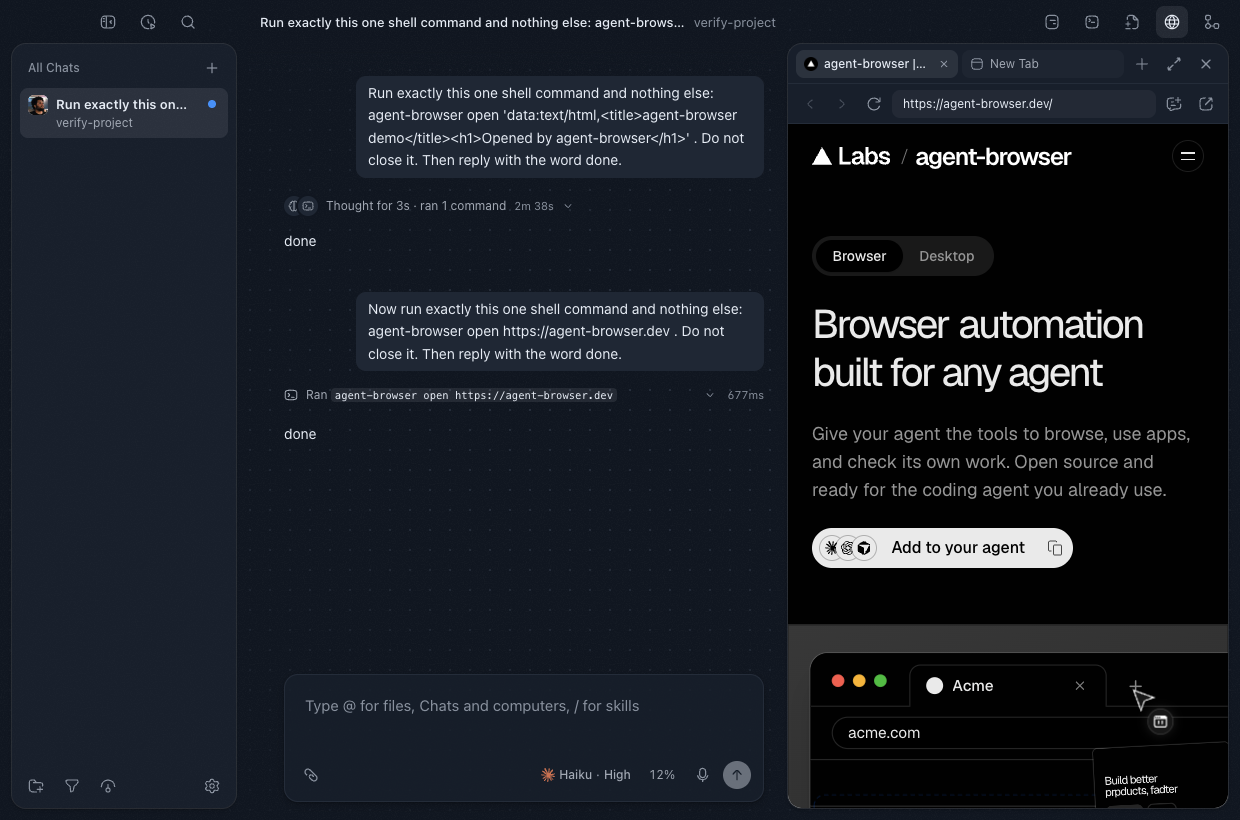 Run exactly this one shell command and nothing else: agent-brows... verify-project
All Chats
Run exactly this on...
verify-project
Run exactly this one shell command and nothing else:
agent-browser open 'data:text/html,<title>agent-browser
demo</title><h1>Opened by agent-browser</h1>' . Do not
close it. Then reply with the word done.
Thought for 3s · ran 1 command 2m 38s
done
Now run exactly this one shell command and nothing else:
agent-browser open https://agent-browser.dev . Do not
close it. Then reply with the word done.
Ran agent-browser open https://agent-browser.dev 677ms
done
Type @ for files, Chats and computers, / for skills
Haiku · High 12%
agent-browser |... New Tab
https://agent-browser.dev/
Labs / agent-browser
Browser Desktop
Browser automation
built for any agent
Give your agent the tools to browse, use apps,
and check its own work. Open source and
ready for the coding agent you already use.
Add to your agent
Acme
acme.com
Build better
prpducts, fadter